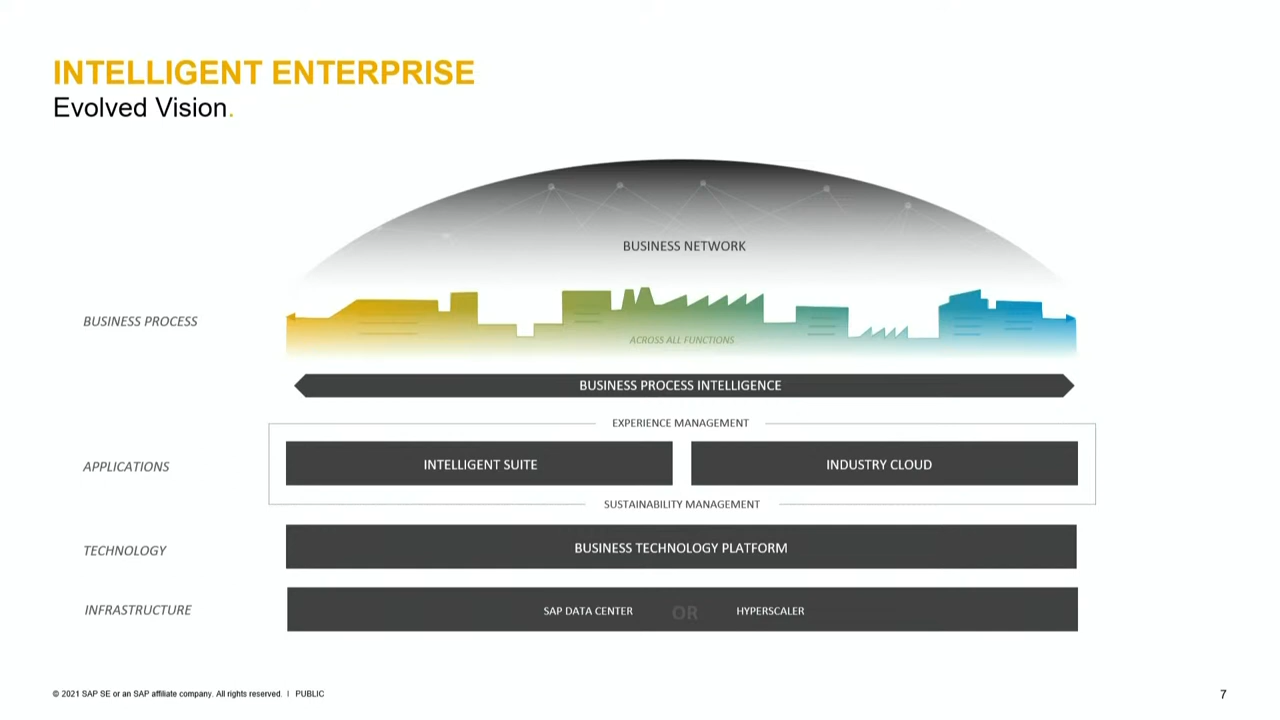 INTELLIGENT ENTERPRISE
Evolved Vision.
BUSINESS NETWORK
BUSINESS PROCESS
ACROSS ALL FUNCTIONS
BUSINESS PROCESS INTELLIGENCE
EXPERIENCE MANAGEMENT
APPLICATIONS
INTELLIGENT SUITE
INDUSTRY CLOUD
SUSTAINABILITY MANAGEMENT
TECHNOLOGY
BUSINESS TECHNOLOGY PLATFORM
INFRASTRUCTURE
SAP DATA CENTER OR HYPERSCALER
© 2021 SAP SE or an SAP affiliate company. All rights reserved. | PUBLIC
7